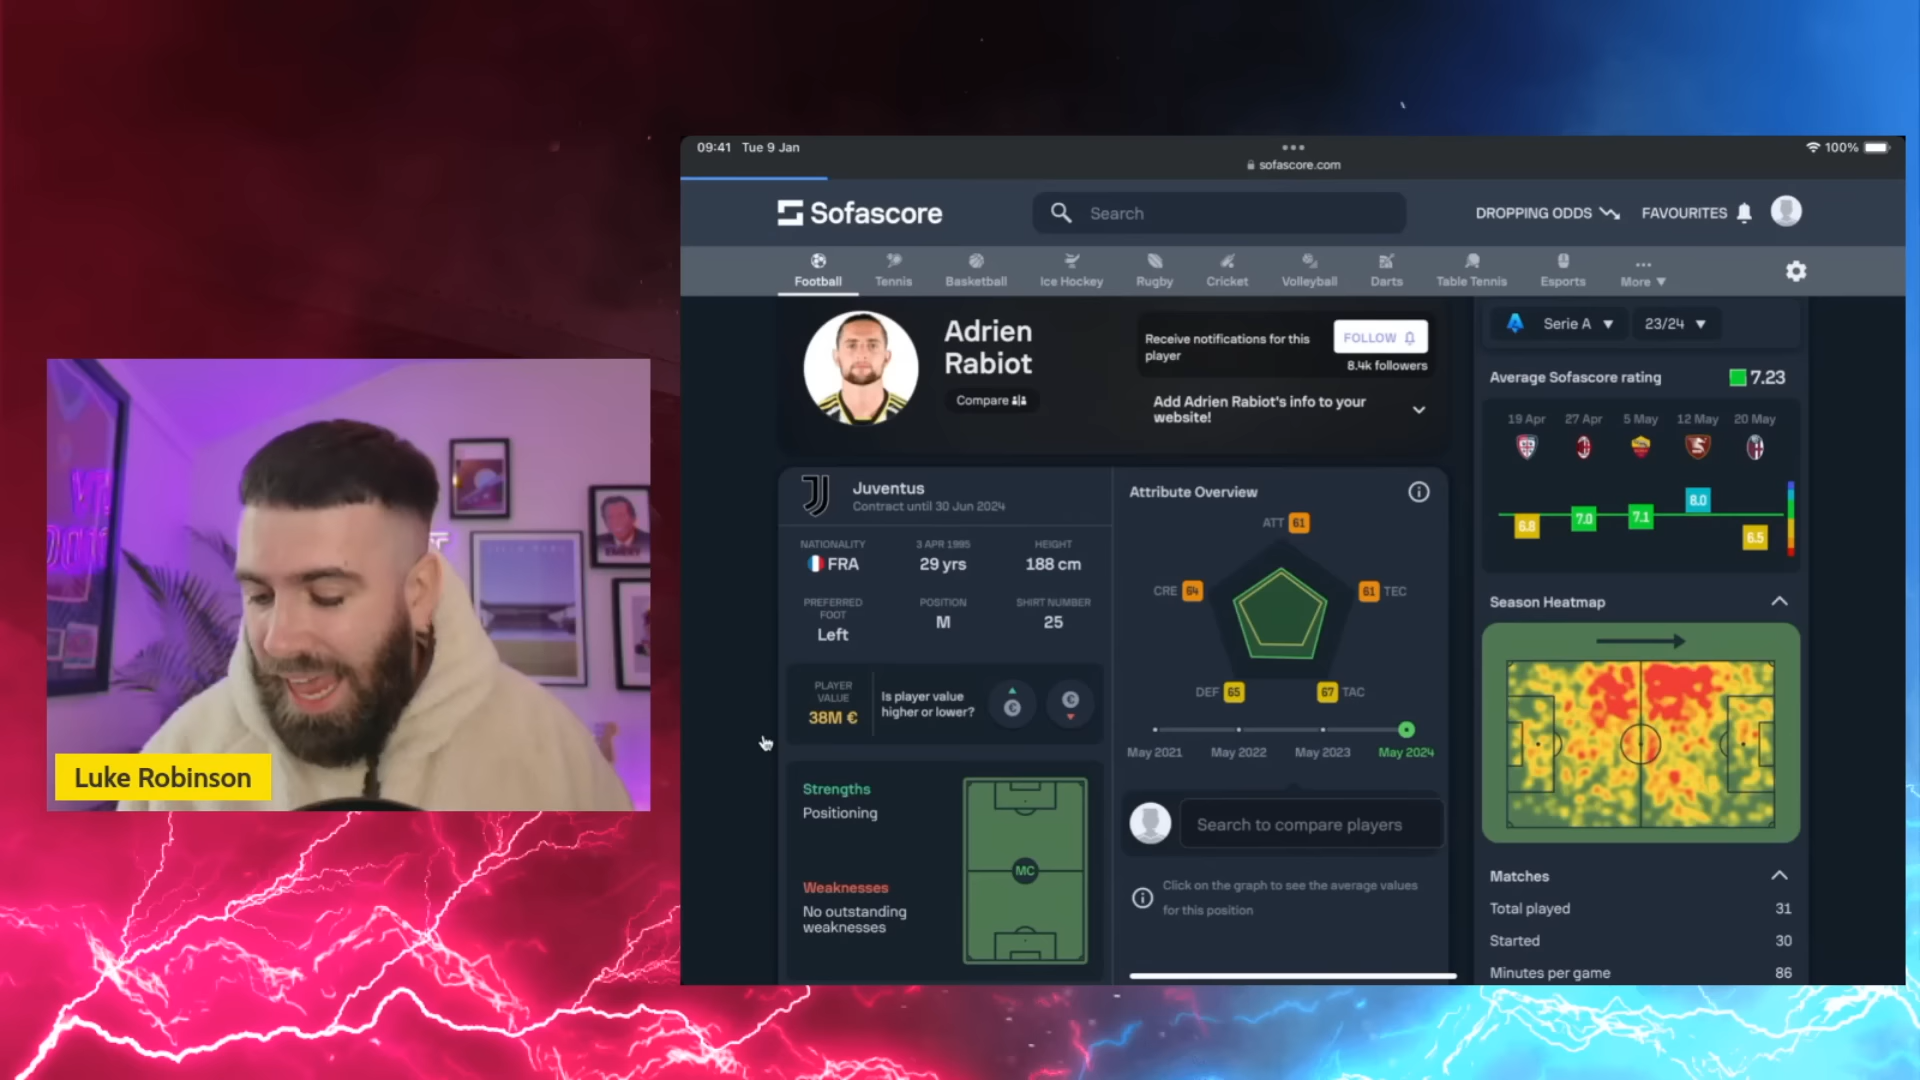 09:41 Tue 9 Jan
sofascore.com
100%
Sofascore
Search
DROPPING ODDS
FAVOURITES
Football
Tennis
Basketball
Ice Hockey
Rugby
Cricket
Volleyball
Darts
Table Tennis
Esports
More
Adrien
Rabiot
Compare
Receive notifications for this
player
FOLLOW
8.4k followers
Add Adrien Rabiot's info to your
website!
Juventus
Contract until 30 Jun 2024
NATIONALITY
FRA
3 APR 1995
29 yrs
HEIGHT
188 cm
PREFERRED
FOOT
Left
POSITION
M
SHIRT NUMBER
25
PLAYER
VALUE
38M €
Is player value
higher or lower?
Strengths
Positioning
Weaknesses
No outstanding
weaknesses
MC
Attribute Overview
ATT 61
CRE 64
61 TEC
DEF 65
67 TAC
May 2021
May 2022
May 2023
May 2024
Search to compare players
Click on the graph to see the average values
for this position
Serie A
23/24
Average Sofascore rating
7.23
19 Apr
27 Apr
5 May
12 May
20 May
6.8
7.0
7.1
8.0
6.5
Season Heatmap
Matches
Total played 31
Started 30
Minutes per game 86
Luke Robinson